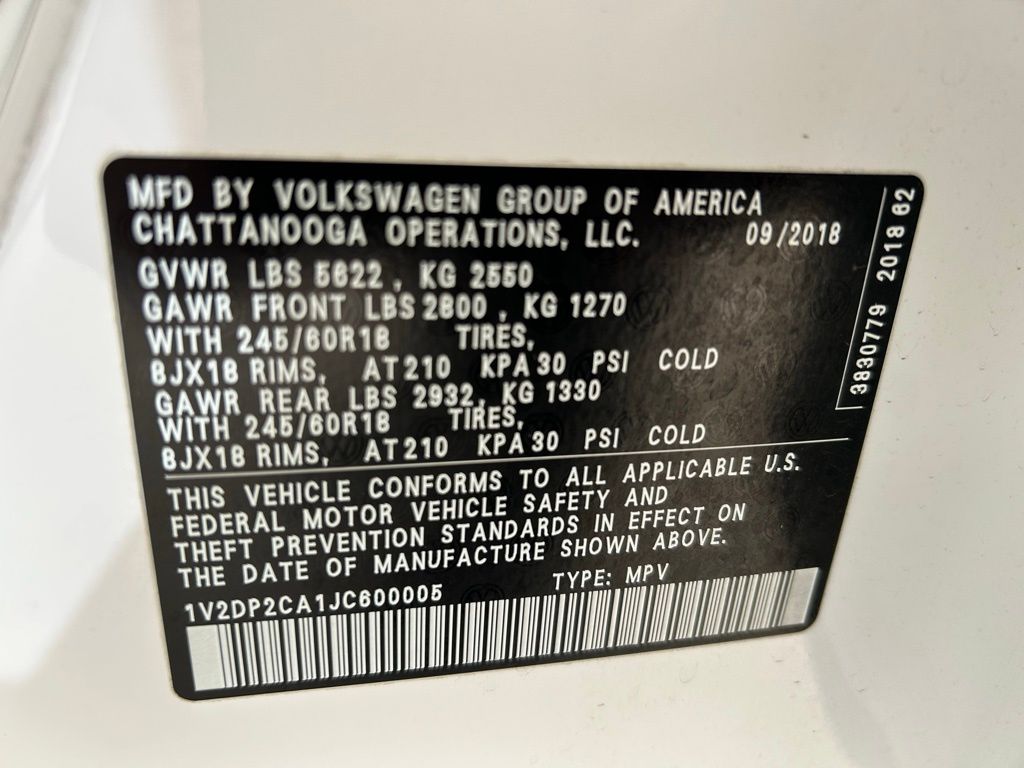 MFD BY VOLKSWAGEN GROUP OF AMERICA
CHATTANOOGA OPERATIONS, LLC. 09/2018
GVWR LBS 5622, KG 2550
GAWR FRONT LBS 2800, KG 1270
WITH 245/60R18 TIRES,
8JX18 RIMS, AT 210 KPA 30 PSI COLD
GAWR REAR LBS 2932, KG 1330
WITH 245/60R18 TIRES,
8JX18 RIMS, AT 210 KPA 30 PSI COLD
3830779 2018 62
THIS VEHICLE CONFORMS TO ALL APPLICABLE U.S.
FEDERAL MOTOR VEHICLE SAFETY AND
THEFT PREVENTION STANDARDS IN EFFECT ON
THE DATE OF MANUFACTURE SHOWN ABOVE.
1V2DP2CA1JC600005 TYPE: MPV